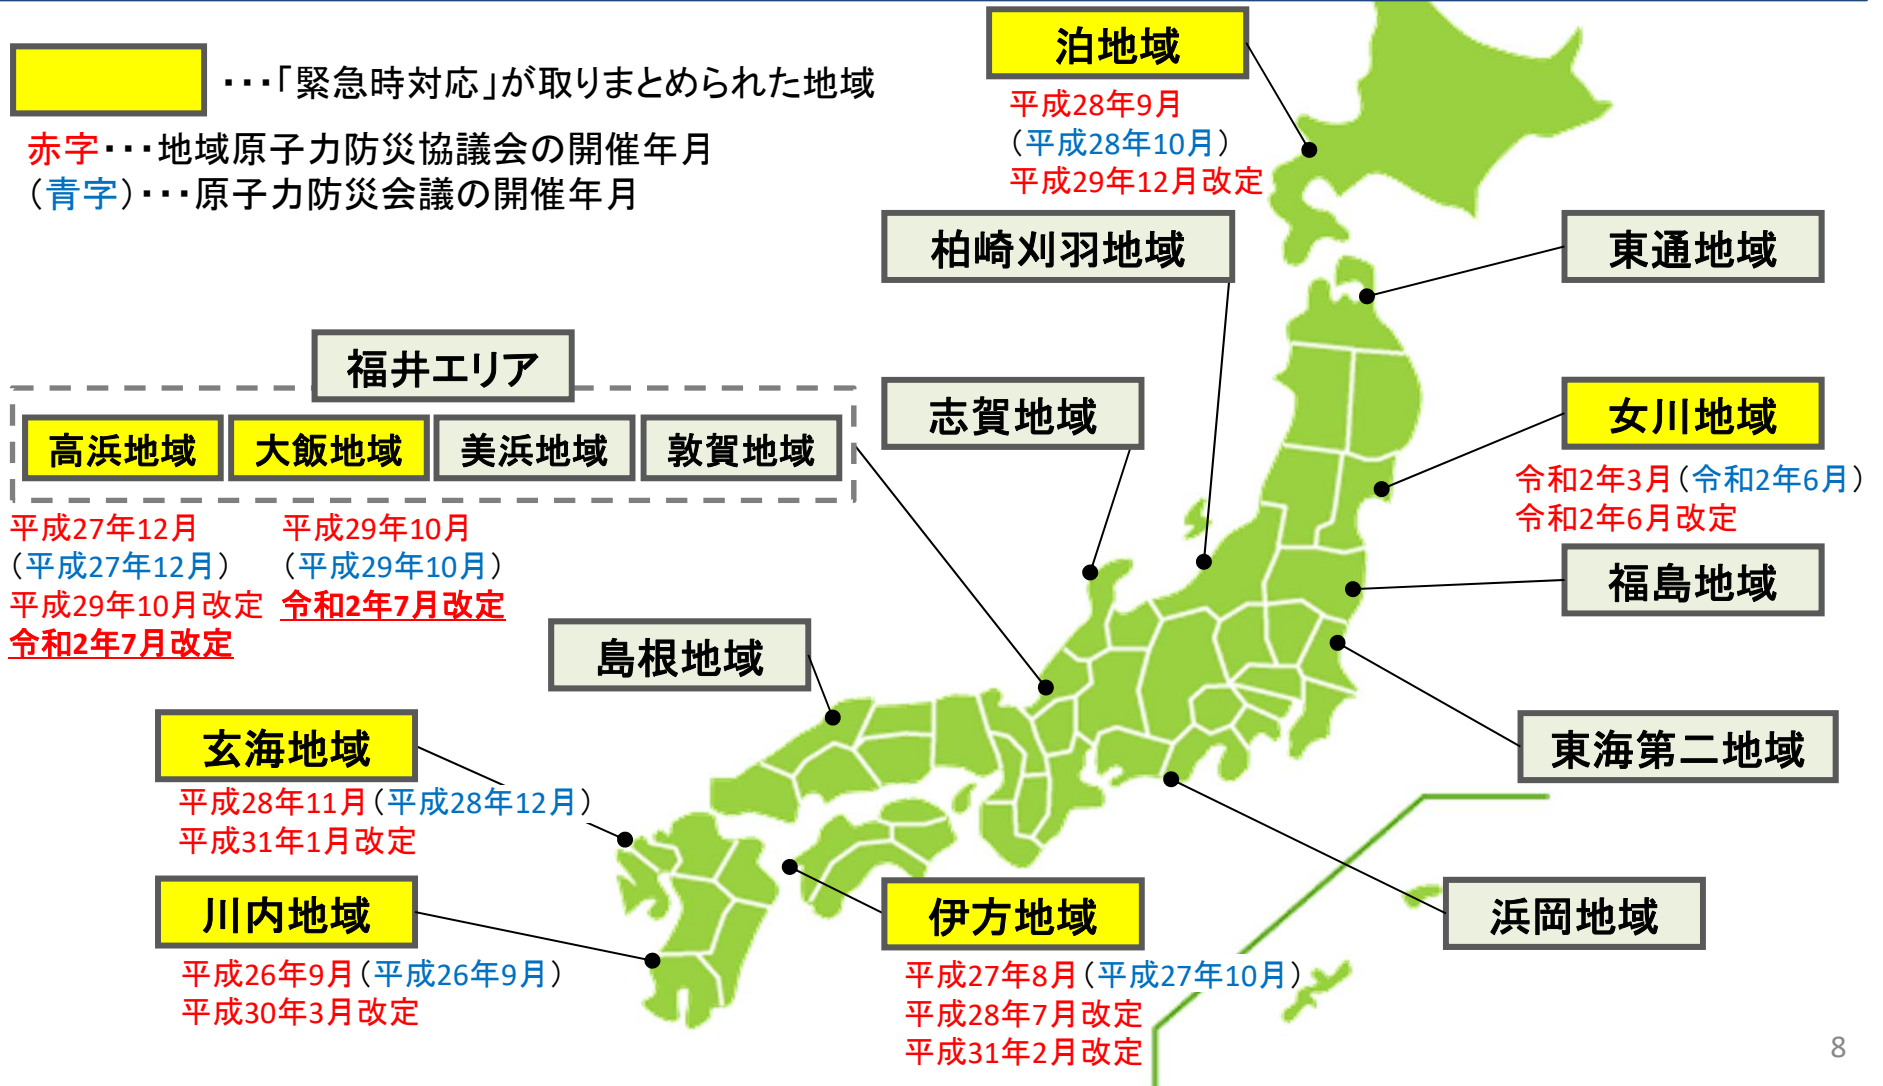 ・・・「緊急時対応」が取りまとめられた地域
赤字・・・地域原子力防災協議会の開催年月
（青字）・・・原子力防災会議の開催年月
泊地域
平成28年9月
（平成28年10月）
平成29年12月改定
柏崎刈羽地域
東通地域
福井エリア
高浜地域
大飯地域
美浜地域
敦賀地域
平成27年12月
（平成27年12月）
平成29年10月改定
令和2年7月改定
平成29年10月
（平成29年10月）
令和2年7月改定
志賀地域
女川地域
令和2年3月（令和2年6月）
令和2年6月改定
福島地域
島根地域
東海第二地域
玄海地域
平成28年11月（平成28年12月）
平成31年1月改定
川内地域
平成26年9月（平成26年9月）
平成30年3月改定
伊方地域
平成27年8月（平成27年10月）
平成28年7月改定
平成31年2月改定
浜岡地域
8